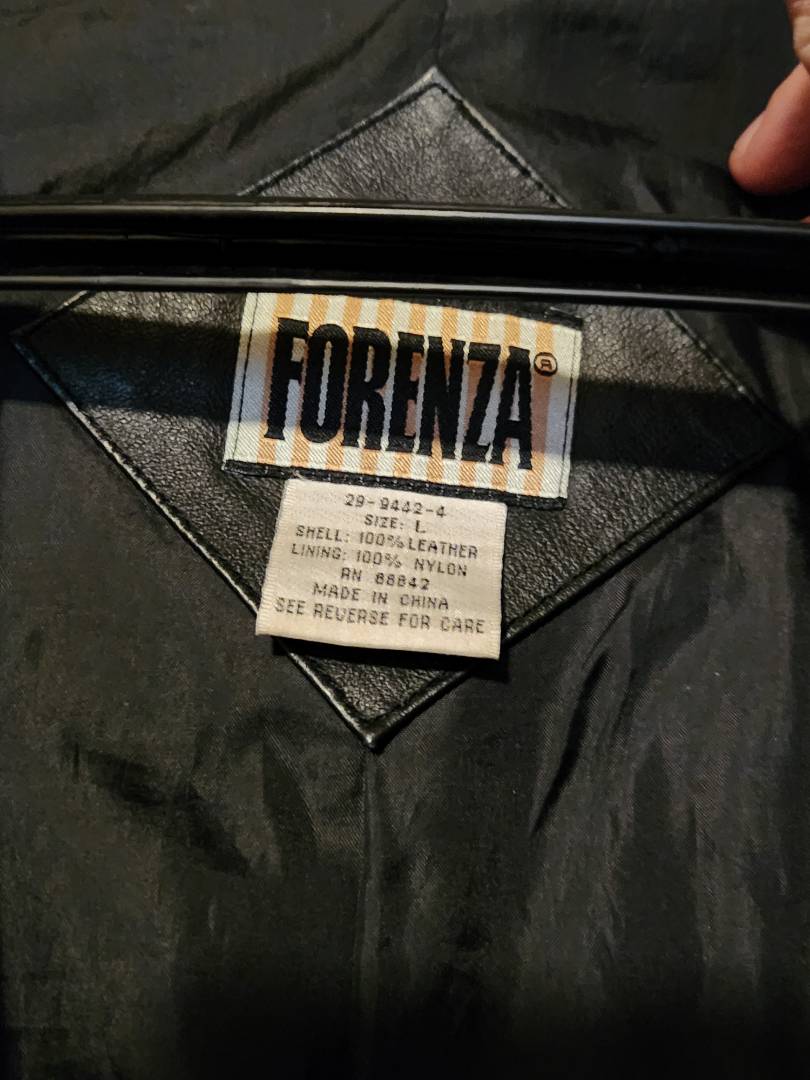 FORENZA®
29-9442-4
SIZE: L
SHELL: 100% LEATHER
LINING: 100% NYLON
RN 88842
MADE IN CHINA
SEE REVERSE FOR CARE